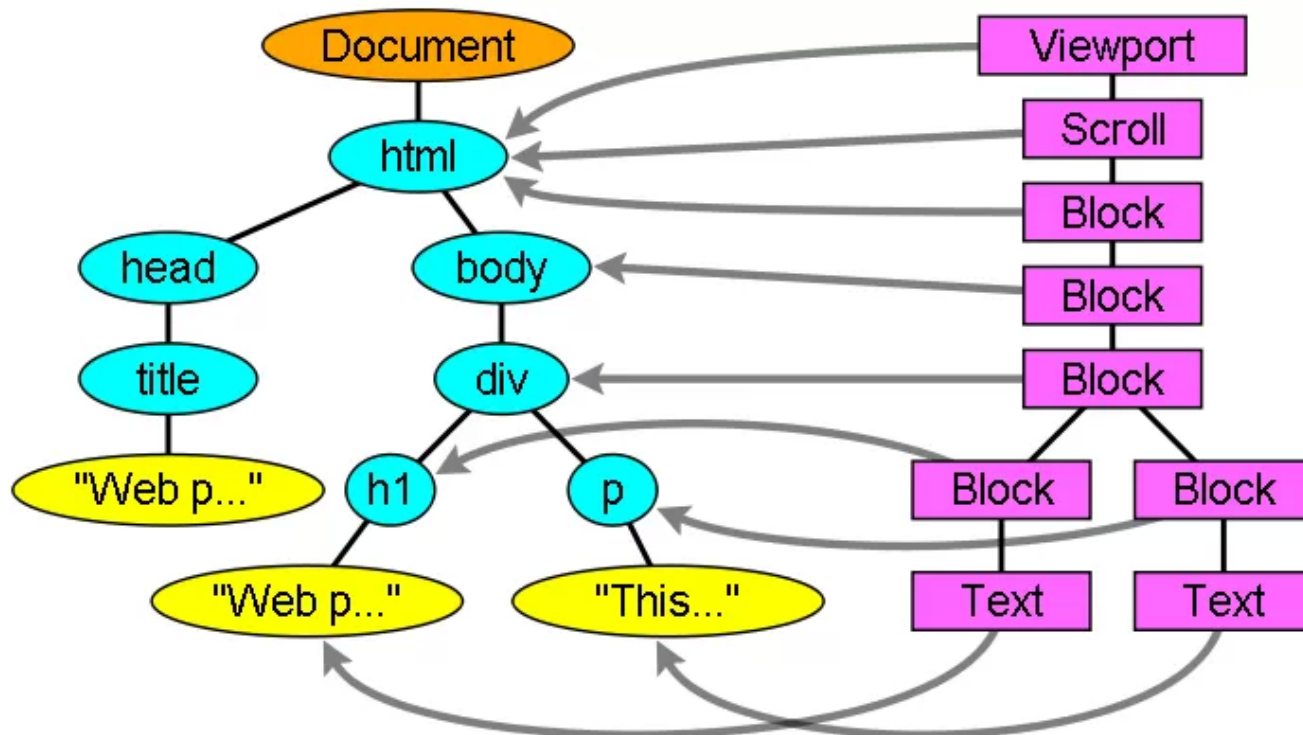 Document
Viewport
html
Scroll
Block
head
body
Block
title
div
Block
"Web p..."
h1
p
Block
Block
"Web p..."
"This..."
Text
Text